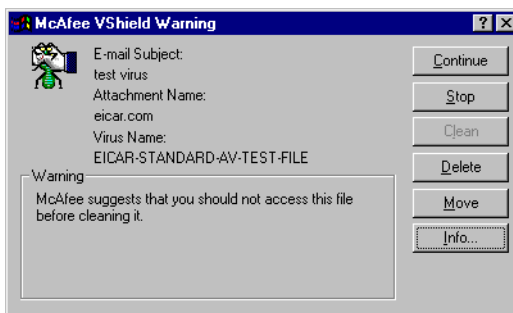 McAfee VShield Warning
E-mail Subject:
test virus
Attachment Name:
eicar.com
Virus Name:
EICAR-STANDARD-AV-TEST-FILE
Warning
McAfee suggests that you should not access this file
before cleaning it.
Continue
Stop
Clean
Delete
Move
Info...